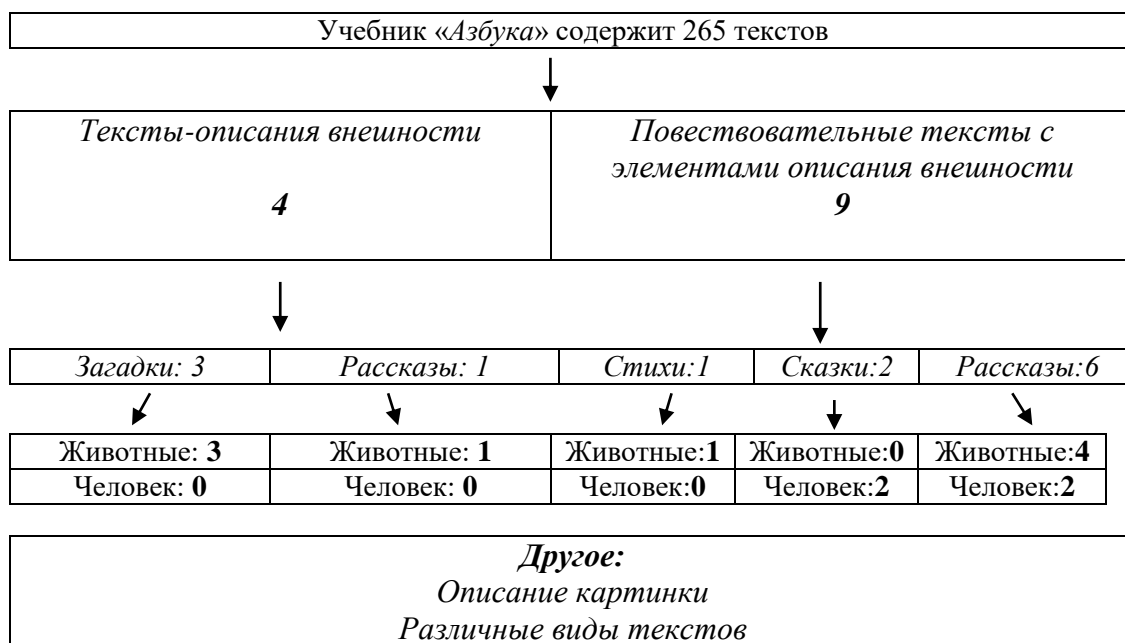 Учебник «Азбука» содержит 265 текстов
Тексты-описания внешности
4
Повествовательные тексты с
элементами описания внешности
9
Загадки: 3
Рассказы: 1
Стихи:1
Сказки:2
Рассказы:6
Животные: 3
Животные: 1
Животные:1
Животные:0
Животные:4
Человек: 0
Человек: 0
Человек:0
Человек:2
Человек:2
Другое:
Описание картинки
Различные виды текстов